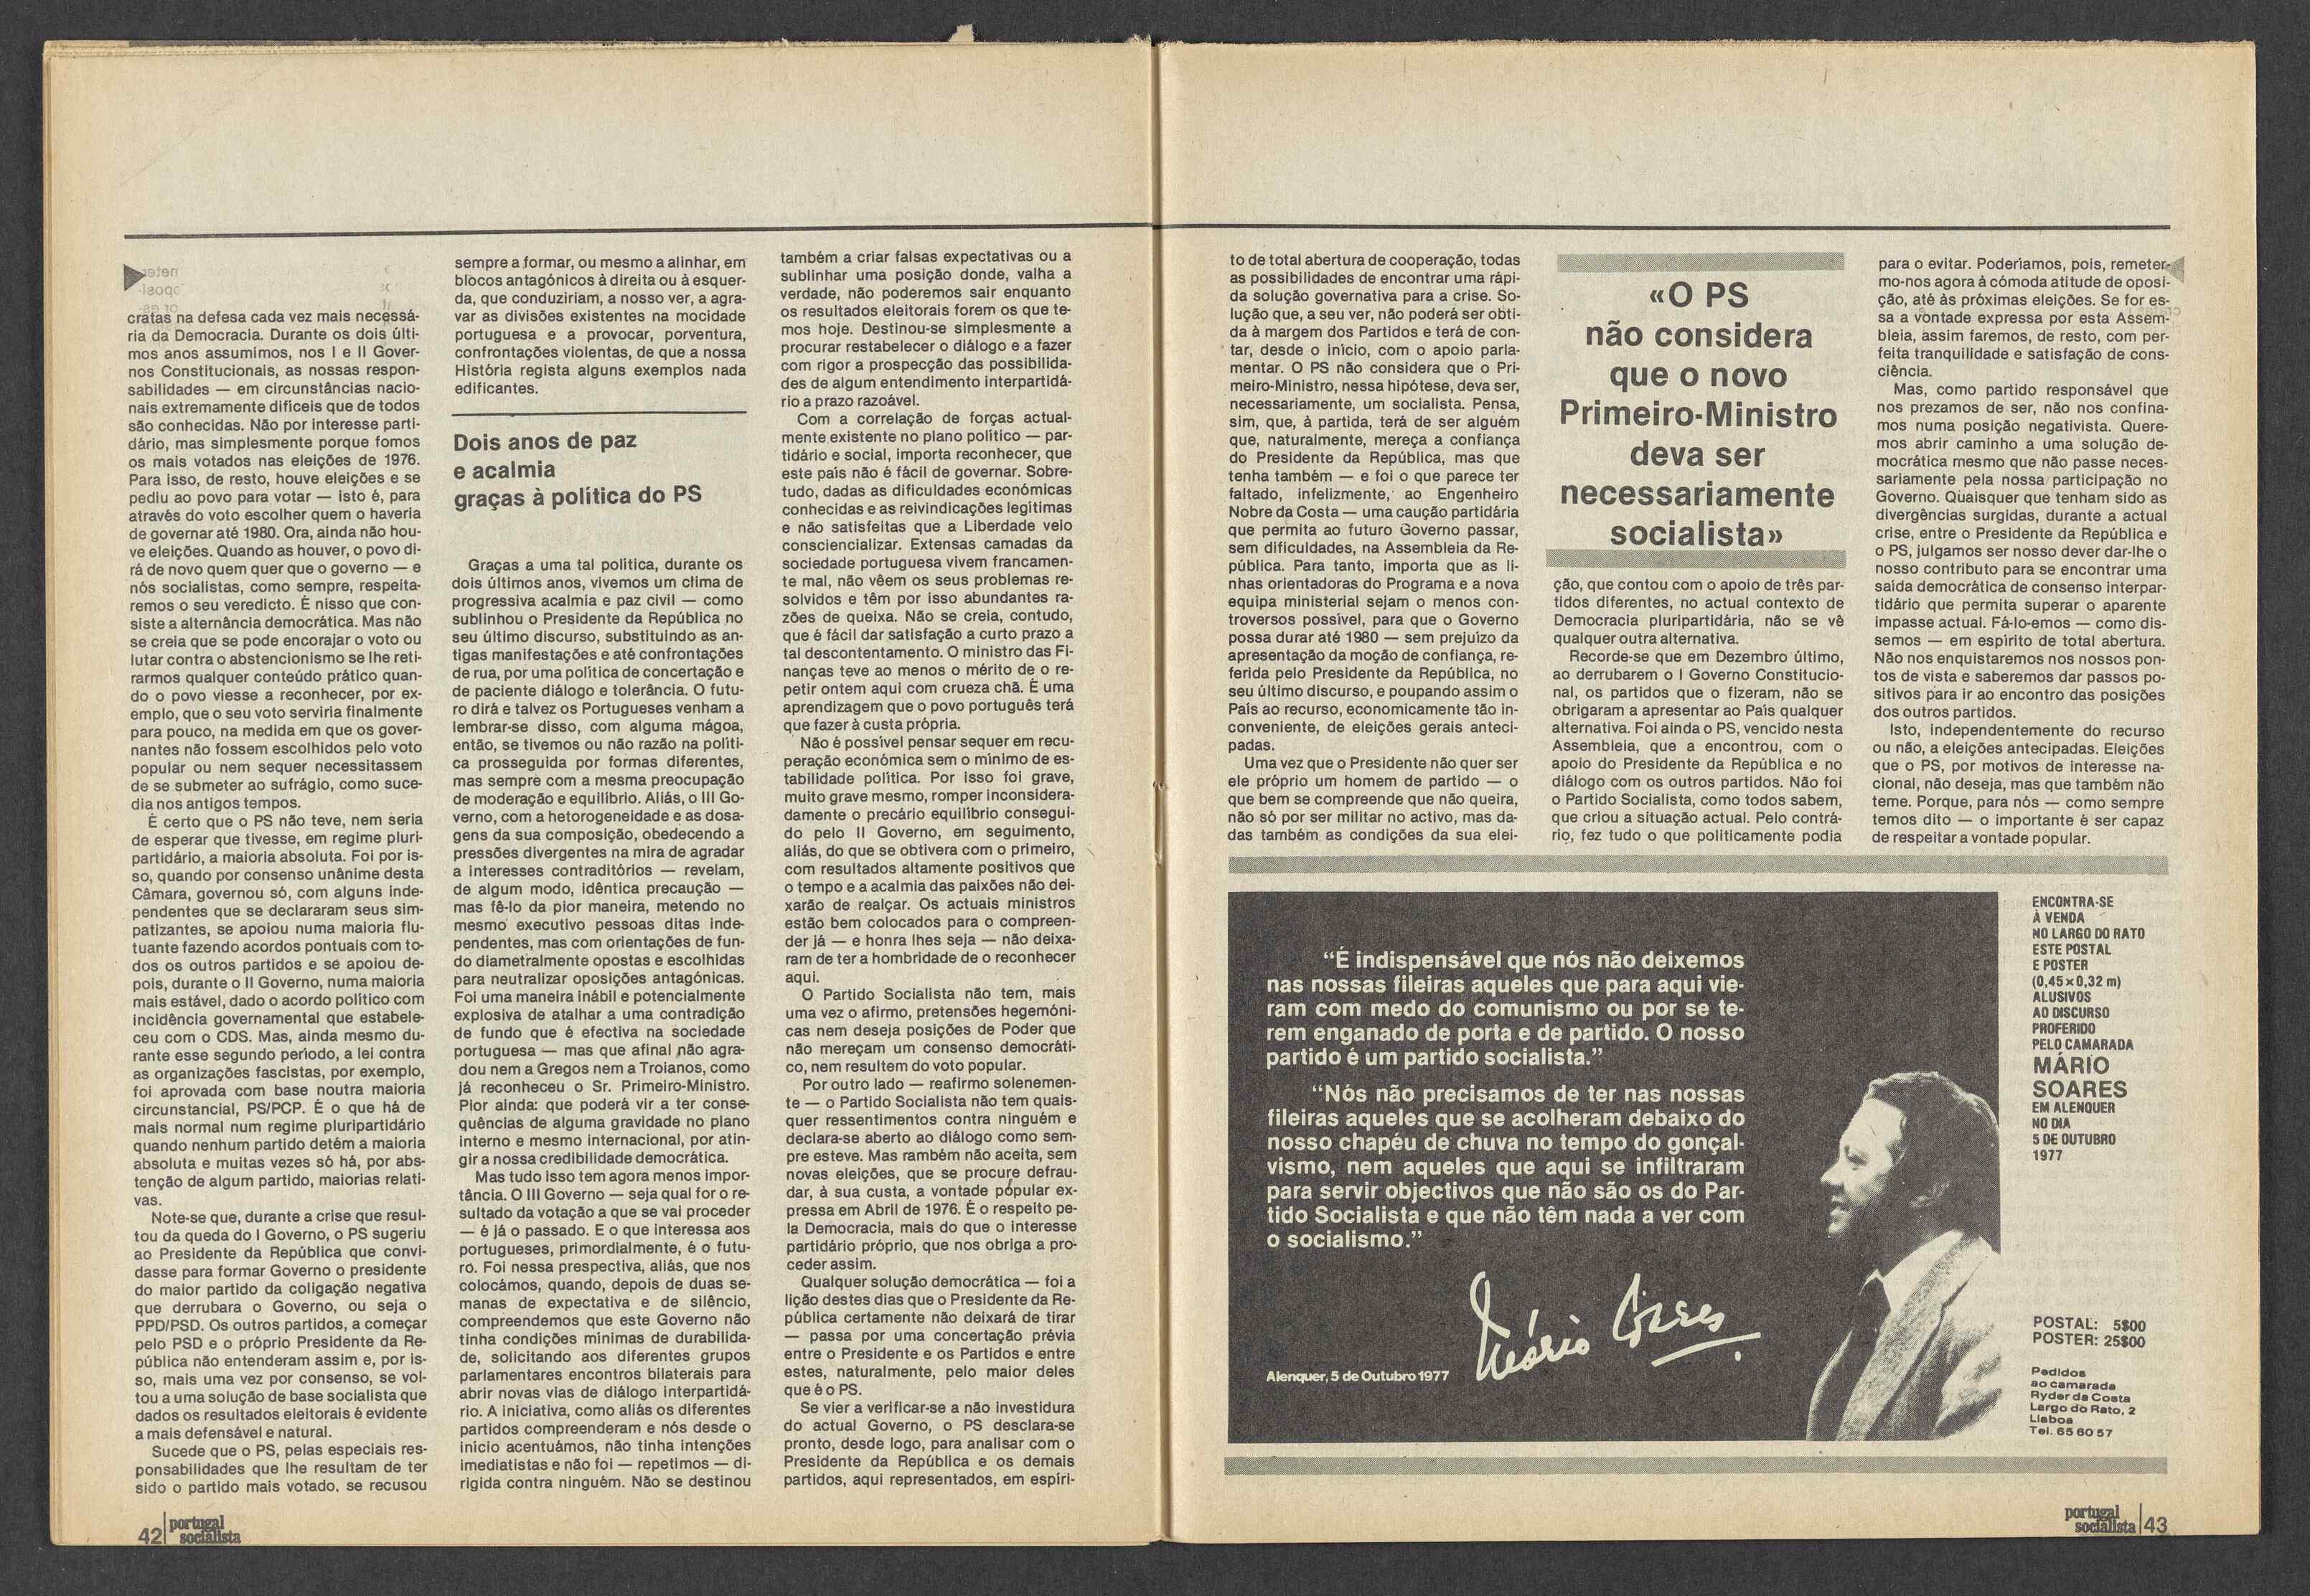 cratas na defesa cada vez mais necessá-
ria da Democracia. Durante os dois últi-
mos anos assumimos, nos I e II Gover-
nos Constitucionais, as nossas respon-
sabilidades — em circunstâncias nacio-
nais extremamente difíceis que de todos
são conhecidas. Não por interesse parti-
dário, mas simplesmente porque fomos
os mais votados nas eleições de 1976.
Para isso, de resto, houve eleições e se
pediu ao povo para votar — isto é, para
através do voto escolher quem o haveria
de governar até 1980. Ora, ainda não hou-
ve eleições. Quando as houver, o povo di-
rá de novo quem quer que o governo — e
nós socialistas, como sempre, respeita-
remos o seu veredicto. É nisso que con-
siste a alternância democrática. Mas não
se creia que se pode encorajar o voto ou
lutar contra o abstencionismo se lhe reti-
rarmos qualquer conteúdo prático quan-
do o povo viesse a reconhecer, por ex-
emplo, que o seu voto serviria finalmente
para pouco, na medida em que os gover-
nantes não fossem escolhidos pelo voto
popular ou nem sequer necessitassem
de se submeter ao sufrágio, como suce-
dia nos antigos tempos.
É certo que o PS não teve, nem seria
de esperar que tivesse, em regime pluri-
partidário, a maioria absoluta. Foi por is-
so, quando por consenso unânime desta
Câmara, governou só, com alguns inde-
pendentes que se declararam seus sim-
patizantes, se apoiou numa maioria flu-
tuante fazendo acordos pontuais com to-
dos os outros partidos e se apoiou de-
pois, durante o II Governo, numa maioria
mais estável, dado o acordo político com
incidência governamental que estabele-
ceu com o CDS. Mas, ainda mesmo du-
rante esse segundo período, a lei contra
as organizações fascistas, por exemplo,
foi aprovada com base noutra maioria
circunstancial, PS/PCP. É o que há de
mais normal num regime pluripartidário
quando nenhum partido detém a maioria
absoluta e muitas vezes só há, por abs-
tenção de algum partido, maiorias relati-
vas.
Note-se que, durante a crise que resul-
tou da queda do I Governo, o PS sugeriu
ao Presidente da República que convi-
dasse para formar Governo o presidente
do maior partido da coligação negativa
que derrubara o Governo, ou seja o
PPD/PSD. Os outros partidos, a começar
pelo PSD e o próprio Presidente da Re-
pública não entenderam assim e, por is-
so, mais uma vez por consenso, se vol-
tou a uma solução de base socialista que
dados os resultados eleitorais é evidente
a mais defensável e natural.
Sucede que o PS, pelas especiais res-
ponsabilidades que lhe resultam de ter
sido o partido mais votado, se recusou
sempre a formar, ou mesmo a alinhar, em
blocos antagónicos à direita ou à esquer-
da, que conduziriam, a nosso ver, a agra-
var as divisões existentes na mocidade
portuguesa e a provocar, porventura,
confrontações violentas, de que a nossa
História regista alguns exemplos nada
edificantes.
Dois anos de paz
e acalmia
graças à política do PS
Graças a uma tal política, durante os
dois últimos anos, vivemos um clima de
progressiva acalmia e paz civil — como
sublinhou o Presidente da República no
seu último discurso, substituindo as an-
tigas manifestações e até confrontações
de rua, por uma política de concertação e
de paciente diálogo e tolerância. O futu-
ro dirá e talvez os Portugueses venham a
lembrar-se disso, com alguma mágoa,
então, se tivemos ou não razão na políti-
ca prosseguida por formas diferentes,
mas sempre com a mesma preocupação
de moderação e equilíbrio. Aliás, o III Go-
verno, com a hetorogeneidade e as dosa-
gens da sua composição, obedecendo a
pressões divergentes na mira de agradar
a interesses contraditórios — revelam,
de algum modo, idêntica precaução —
mas fê-lo da pior maneira, metendo no
mesmo executivo pessoas ditas inde-
pendentes, mas com orientações de fun-
do diametralmente opostas e escolhidas
para neutralizar oposições antagónicas.
Foi uma maneira inábil e potencialmente
explosiva de atalhar a uma contradição
de fundo que é efectiva na sociedade
portuguesa — mas que afinal não agra-
dou nem a Gregos nem a Troianos, como
já reconheceu o Sr. Primeiro-Ministro.
Pior ainda: que poderá vir a ter conse-
quências de alguma gravidade no plano
interno e mesmo internacional, por atin-
gir a nossa credibilidade democrática.
Mas tudo isso tem agora menos impor-
tância. O III Governo — seja qual for o re-
sultado da votação a que se vai proceder
— é já o passado. E o que interessa aos
portugueses, primordialmente, é o futu-
ro. Foi nessa prespectiva, aliás, que nos
colocámos, quando, depois de duas se-
manas de expectativa e de silêncio,
compreendemos que este Governo não
tinha condições mínimas de durabilida-
de, solicitando aos diferentes grupos
parlamentares encontros bilaterais para
abrir novas vias de diálogo interpartidá-
rio. A iniciativa, como aliás os diferentes
partidos compreenderam e nós desde o
início acentuámos, não tinha intenções
imediatistas e não foi — repetimos — di-
rigida contra ninguém. Não se destinou
também a criar falsas expectativas ou a
sublinhar uma posição donde, valha a
verdade, não poderemos sair enquanto
os resultados eleitorais forem os que te-
mos hoje. Destinou-se simplesmente a
procurar restabelecer o diálogo e a fazer
com rigor a prospecção das possibilida-
des de algum entendimento interpartidá-
rio a prazo razoável.
Com a correlação de forças actual-
mente existente no plano político — par-
tidário e social, importa reconhecer, que
este país não é fácil de governar. Sobre-
tudo, dadas as dificuldades económicas
conhecidas e as reivindicações legítimas
e não satisfeitas que a Liberdade veio
consciencializar. Extensas camadas da
sociedade portuguesa vivem francamen-
te mal, não vêem os seus problemas re-
solvidos e têm por isso abundantes ra-
zões de queixa. Não se creia, contudo,
que é fácil dar satisfação a curto prazo a
tal descontentamento. O ministro das Fi-
nanças teve ao menos o mérito de o re-
petir ontem aqui com crueza chã. É uma
aprendizagem que o povo português terá
que fazer à custa própria.
Não é possível pensar sequer em recu-
peração económica sem o mínimo de es-
tabilidade política. Por isso foi grave,
muito grave mesmo, romper inconsidera-
damente o precário equilíbrio consegui-
do pelo II Governo, em seguimento,
aliás, do que se obtivera com o primeiro,
com resultados altamente positivos que
o tempo e a acalmia das paixões não dei-
xarão de realçar. Os actuais ministros
estão bem colocados para o compreen-
der já — e honra lhes seja — não deixa-
ram de ter a hombridade de o reconhecer
aqui.
O Partido Socialista não tem, mais
uma vez o afirmo, pretensões hegemóni-
cas nem deseja posições de Poder que
não mereçam um consenso democráti-
co, nem resultem do voto popular.
Por outro lado — reafirmo solenemen-
te — o Partido Socialista não tem quais-
quer ressentimentos contra ninguém e
declara-se aberto ao diálogo como sem-
pre esteve. Mas rambém não aceita, sem
novas eleições, que se procure defrau-
dar, à sua custa, a vontade popular ex-
pressa em Abril de 1976. É o respeito pe-
la Democracia, mais do que o interesse
partidário próprio, que nos obriga a pro-
ceder assim.
Qualquer solução democrática — foi a
lição destes dias que o Presidente da Re-
pública certamente não deixará de tirar
— passa por uma concertação prévia
entre o Presidente e os Partidos e entre
estes, naturalmente, pelo maior deles
que é o PS.
Se vier a verificar-se a não investidura
do actual Governo, o PS desclara-se
pronto, desde logo, para analisar com o
Presidente da República e os demais
partidos, aqui representados, em espíri-
42 portugal
socialista
to de total abertura de cooperação, todas
as possibilidades de encontrar uma rápi-
da solução governativa para a crise. So-
lução que, a seu ver, não poderá ser obti-
da à margem dos Partidos e terá de con-
tar, desde o início, com o apoio parla-
mentar. O PS não considera que o Pri-
meiro-Ministro, nessa hipótese, deva ser,
necessariamente, um socialista. Pensa,
sim, que, à partida, terá de ser alguém
que, naturalmente, mereça a confiança
do Presidente da República, mas que
tenha também — e foi o que parece ter
faltado, infelizmente, ao Engenheiro
Nobre da Costa — uma caução partidária
que permita ao futuro Governo passar,
sem dificuldades, na Assembleia da Re-
pública. Para tanto, importa que as li-
nhas orientadoras do Programa e a nova
equipa ministerial sejam o menos con-
troversos possível, para que o Governo
possa durar até 1980 — sem prejuízo da
apresentação da moção de confiança, re-
ferida pelo Presidente da República, no
seu último discurso, e poupando assim o
País ao recurso, economicamente tão in-
conveniente, de eleições gerais anteci-
padas.
Uma vez que o Presidente não quer ser
ele próprio um homem de partido — o
que bem se compreende que não queira,
não só por ser militar no activo, mas da-
das também as condições da sua elei-
«O PS
não considera
que o novo
Primeiro-Ministro
deva ser
necessariamente
socialista»
ção, que contou com o apoio de três par-
tidos diferentes, no actual contexto de
Democracia pluripartidária, não se vê
qualquer outra alternativa.
Recorde-se que em Dezembro último,
ao derrubarem o I Governo Constitucio-
nal, os partidos que o fizeram, não se
obrigaram a apresentar ao País qualquer
alternativa. Foi ainda o PS, vencido nesta
Assembleia, que a encontrou, com o
apoio do Presidente da República e no
diálogo com os outros partidos. Não foi
o Partido Socialista, como todos sabem,
que criou a situação actual. Pelo contrá-
rio, fez tudo o que politicamente podia
para o evitar. Poderíamos, pois, remeter-
mo-nos agora à cómoda atitude de oposi-
ção, até às próximas eleições. Se for es-
sa a vontade expressa por esta Assem-
bleia, assim faremos, de resto, com per-
feita tranquilidade e satisfação de cons-
ciência.
Mas, como partido responsável que
nos prezamos de ser, não nos confina-
mos numa posição negativista. Quere-
mos abrir caminho a uma solução de-
mocrática mesmo que não passe neces-
sariamente pela nossa participação no
Governo. Quaisquer que tenham sido as
divergências surgidas, durante a actual
crise, entre o Presidente da República e
o PS, julgamos ser nosso dever dar-lhe o
nosso contributo para se encontrar uma
saída democrática de consenso interpar-
tidário que permita superar o aparente
impasse actual. Fá-lo-emos — como dis-
semos — em espírito de total abertura.
Não nos enquistaremos nos nossos pon-
tos de vista e saberemos dar passos po-
sitivos para ir ao encontro das posições
dos outros partidos.
Isto, independentemente do recurso
ou não, a eleições antecipadas. Eleições
que o PS, por motivos de interesse na-
cional, não deseja, mas que também não
teme. Porque, para nós — como sempre
temos dito — o importante é ser capaz
de respeitar a vontade popular.
“É indispensável que nós não deixemos
nas nossas fileiras aqueles que para aqui vie-
ram com medo do comunismo ou por se te-
rem enganado de porta e de partido. O nosso
partido é um partido socialista.”
“Nós não precisamos de ter nas nossas
fileiras aqueles que se acolheram debaixo do
nosso chapéu de chuva no tempo do gonçal-
vismo, nem aqueles que aqui se infiltraram
para servir objectivos que não são os do Par-
tido Socialista e que não têm nada a ver com
o socialismo.”
Mário Soares
Alenquer, 5 de Outubro 1977
ENCONTRA-SE
À VENDA
NO LARGO DO RATO
ESTE POSTAL
E POSTER
(0,45×0,32 m)
ALUSIVOS
AO DISCURSO
PROFERIDO
PELO CAMARADA
MÁRIO
SOARES
EM ALENQUER
NO DIA
5 DE OUTUBRO
1977
POSTAL: 5$00
POSTER: 25$00
Pedidos
ao camarada
Ryder da Costa
Largo do Rato, 2
Lisboa
Tel. 65 60 57
portugal
socialista 43